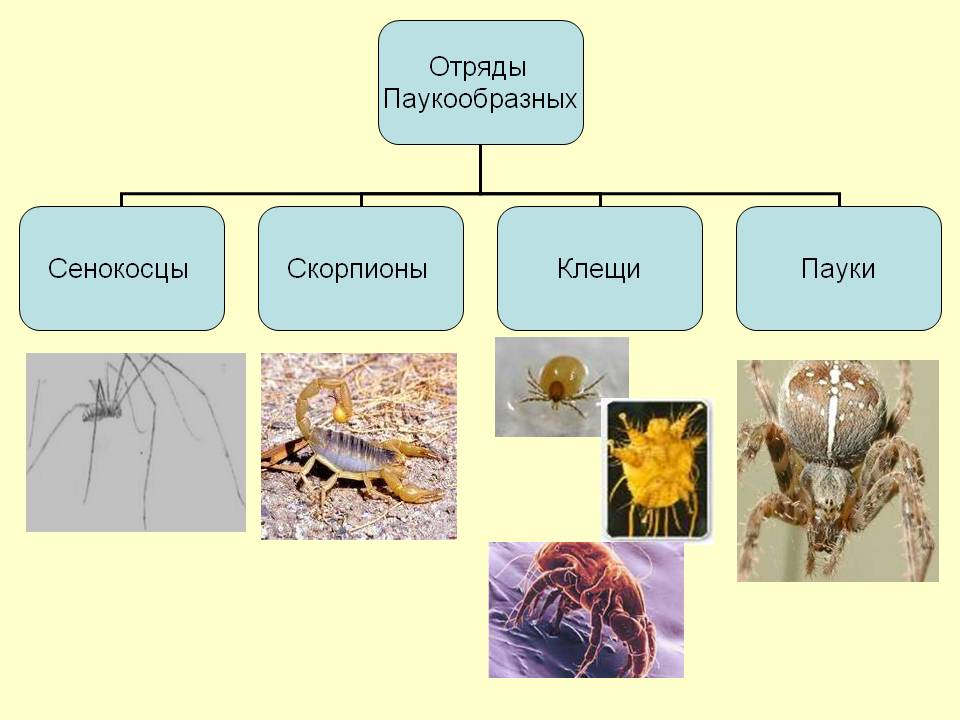 Отряды
Паукообразных
Сенокосцы
Скорпионы
Клещи
Пауки